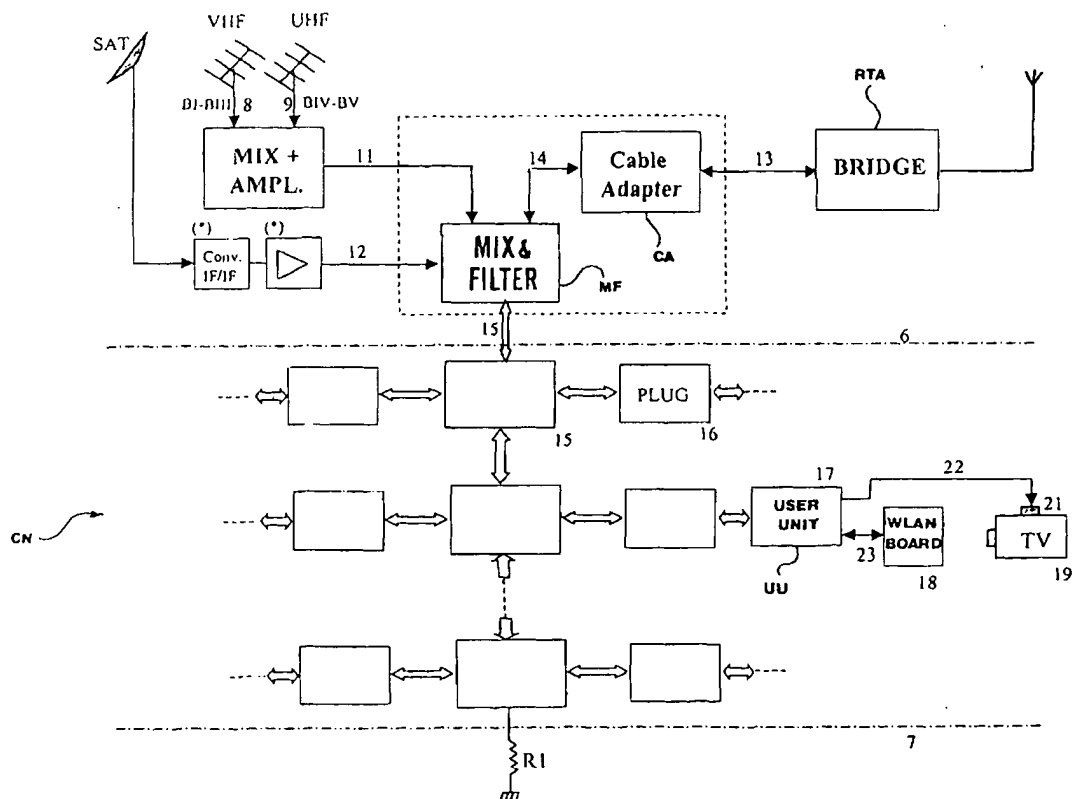 VHF UHF
SAT
BI-BIII 8 9 BIV-BV
MIX +
AMPL.
11
14
Cable
Adapter
CA
13
RTA
BRIDGE
(*) (*)
Conv.
IF/IF
12
MIX &
FILTER
MF
15
6
PLUG
15
16
CN
17
USER
UNIT
UU
22
23
WLAN
BOARD
18
21
TV
19
7
R1